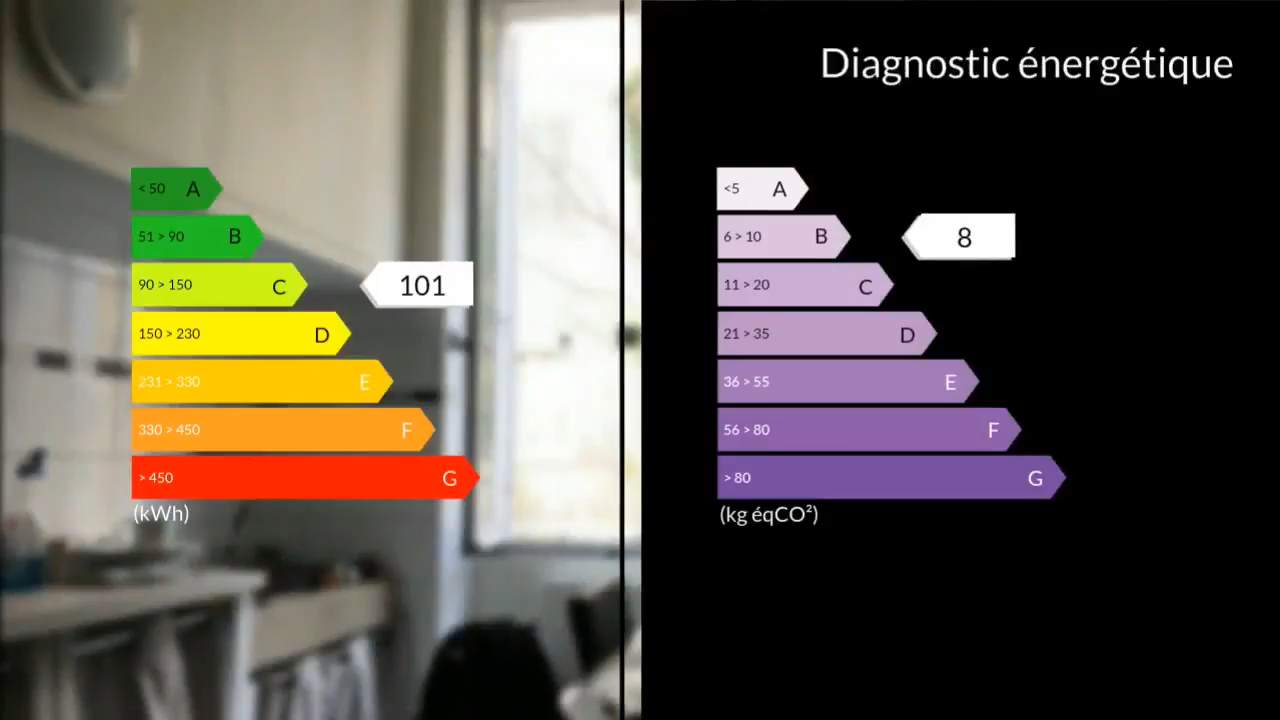 Diagnostic énergétique
< 50 A
51 > 90 B
90 > 150 C
101
150 > 230 D
231 > 330 E
330 > 450 F
> 450 G
(kWh)
<5 A
6 > 10 B
8
11 > 20 C
21 > 35 D
36 > 55 E
56 > 80 F
> 80 G
(kg éqCO²)